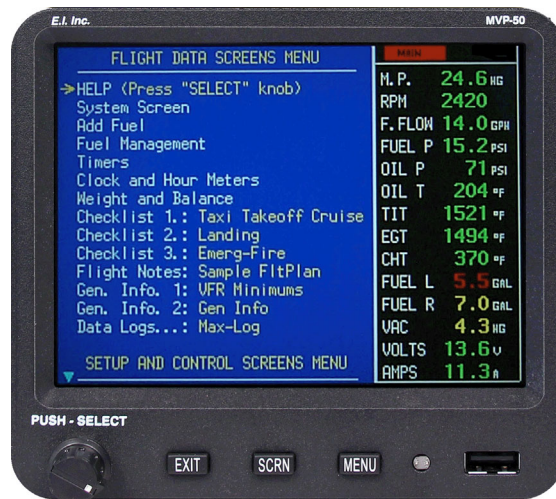 E.I. Inc.
MVP-50
FLIGHT DATA SCREENS MENU
HELP (Press "SELECT" knob)
System Screen
Add Fuel
Fuel Management
Timers
Clock and Hour Meters
Weight and Balance
Checklist 1.: Taxi Takeoff Cruise
Checklist 2.: Landing
Checklist 3.: Emerg-Fire
Flight Notes: Sample FltPlan
Gen. Info. 1: VFR Minimums
Gen. Info. 2: Gen Info
Data Logs...: Max-Log
SETUP AND CONTROL SCREENS MENU
M.P. 24.6 HG
RPM 2420
F.FLOW 14.0 GPH
FUEL P 15.2 PSI
OIL P 71 PSI
OIL T 204 °F
TIT 1521 °F
EGT 1494 °F
CHT 370 °F
FUEL L 5.5 GAL
FUEL R 7.0 GAL
VAC 4.3 HG
VOLTS 13.6 V
AMPS 11.3 A
PUSH - SELECT
EXIT
SCRN
MENU